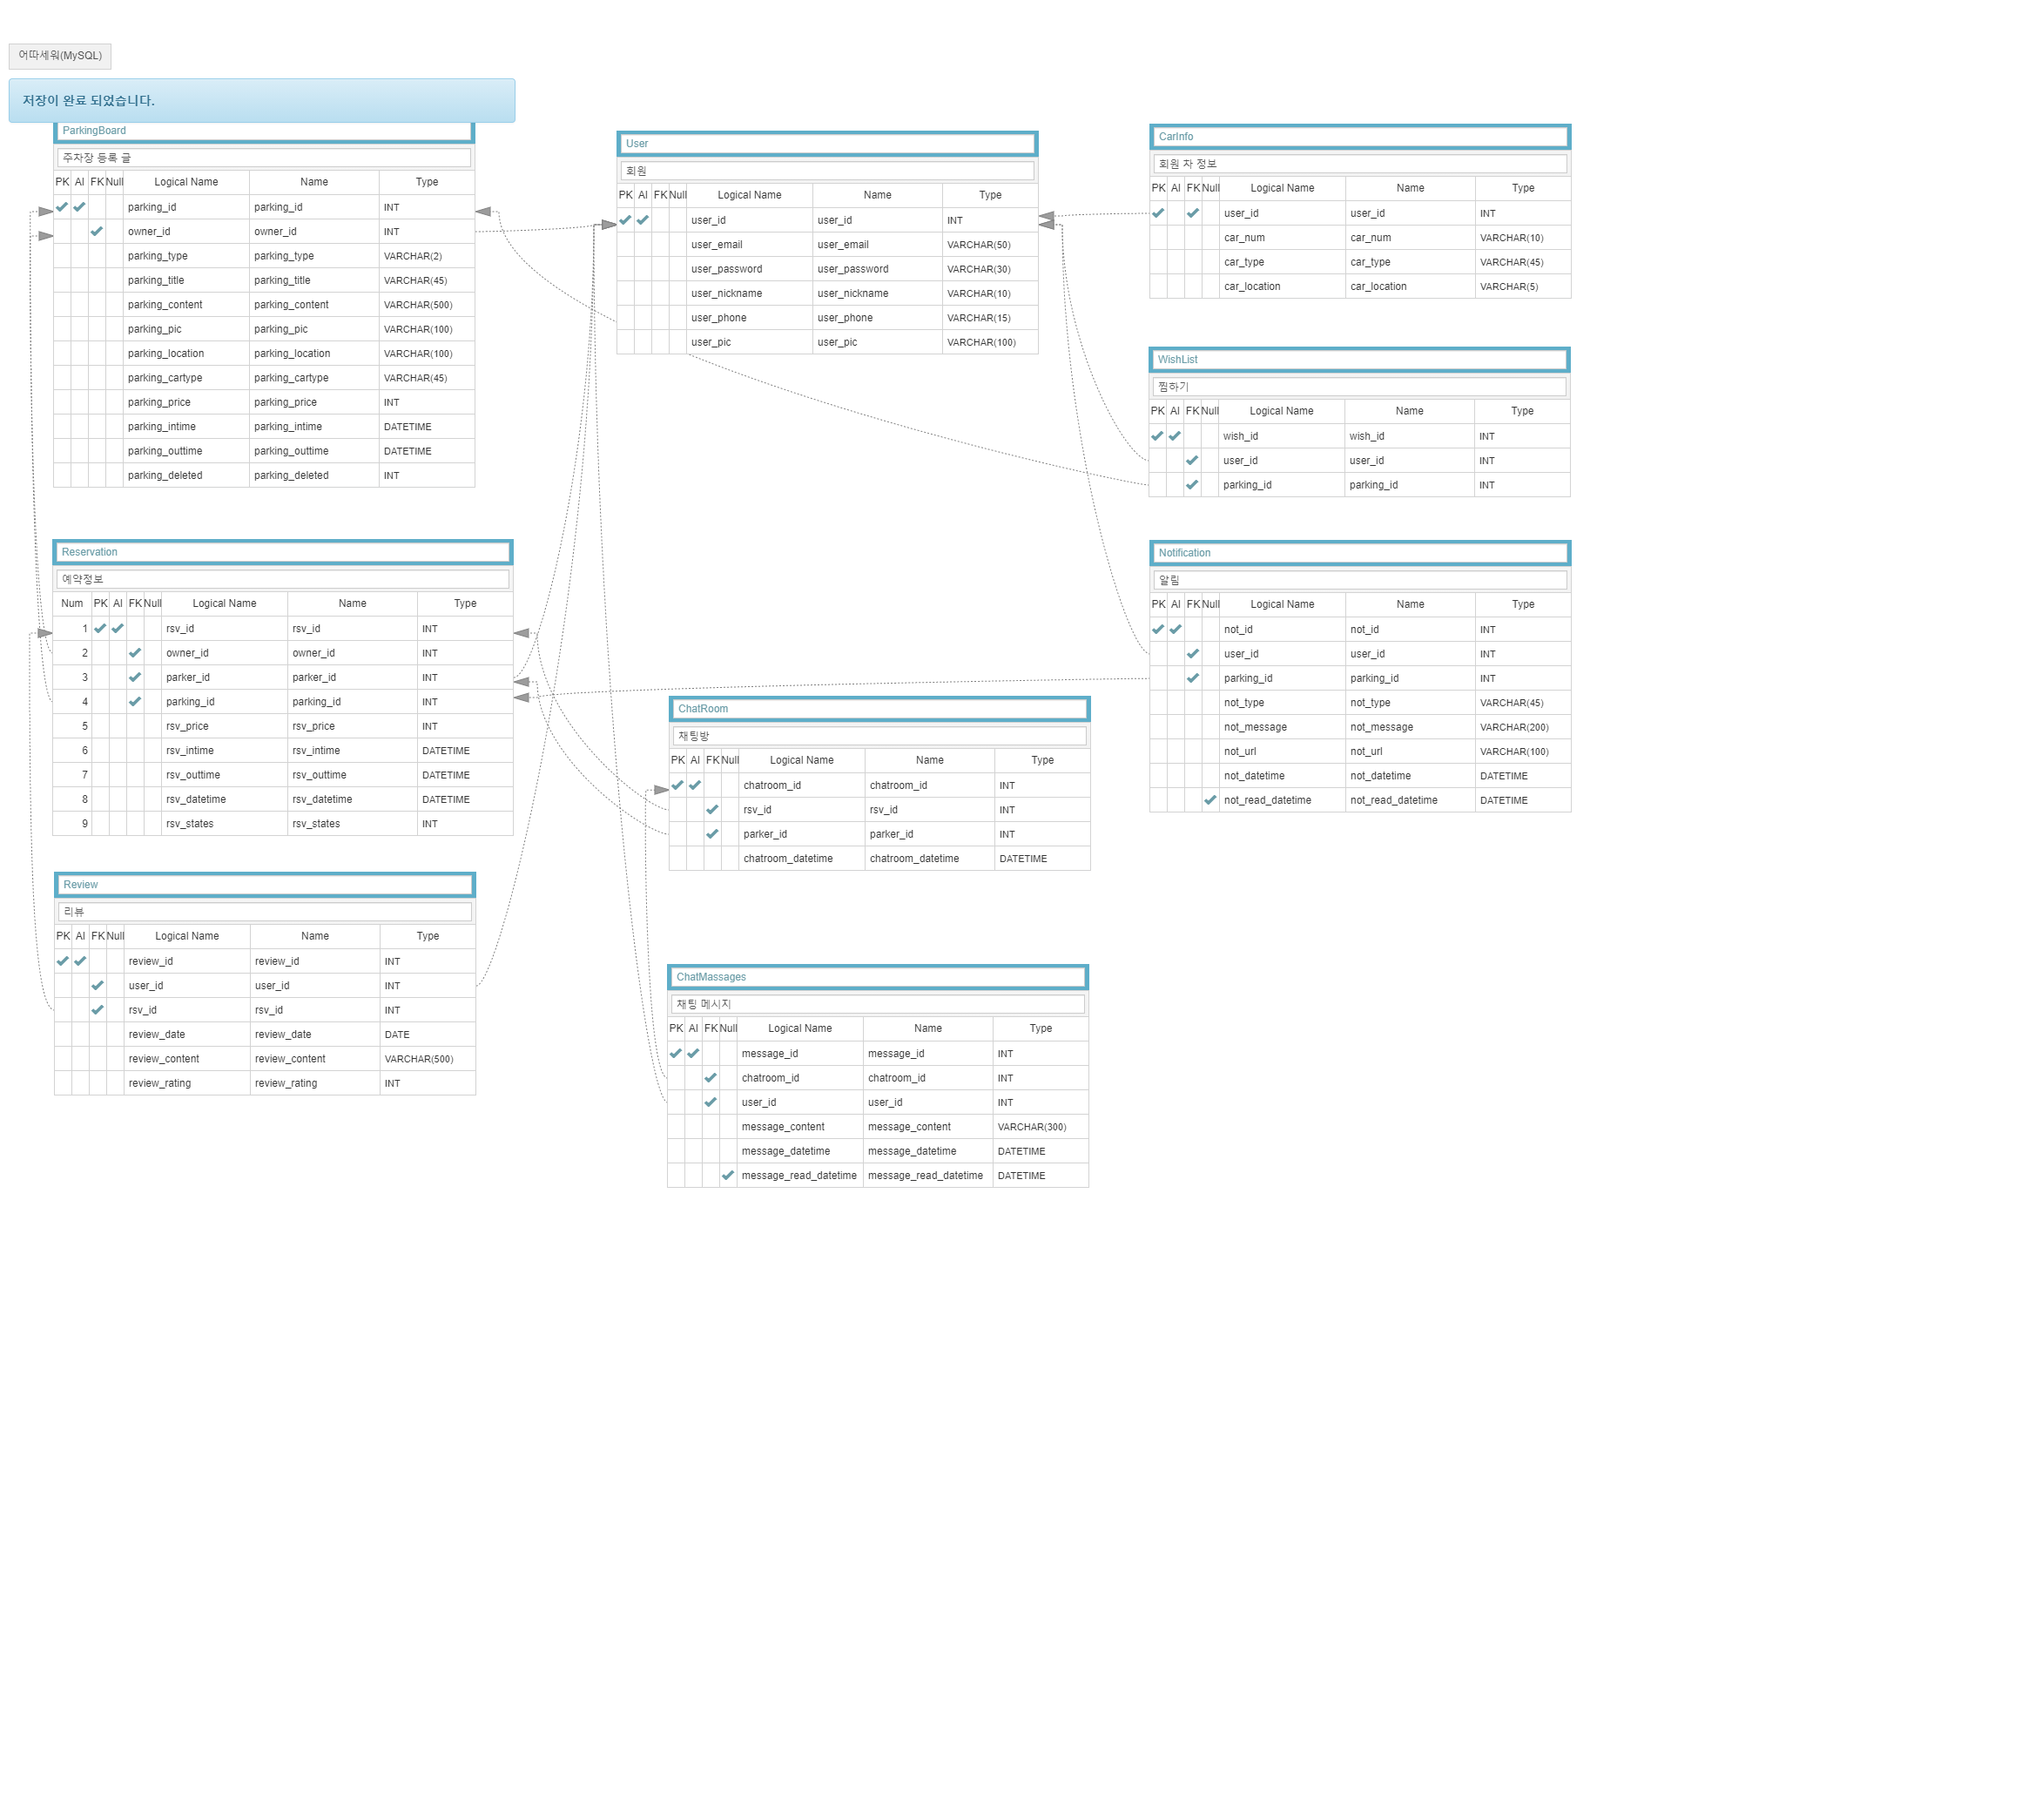 어따세워(MySQL)
저장이 완료 되었습니다.
ParkingBoard
주차장 등록 글
PK AI FK Null Logical Name Name Type
parking_id parking_id INT
owner_id owner_id INT
parking_type parking_type VARCHAR(2)
parking_title parking_title VARCHAR(45)
parking_content parking_content VARCHAR(500)
parking_pic parking_pic VARCHAR(100)
parking_location parking_location VARCHAR(100)
parking_cartype parking_cartype VARCHAR(45)
parking_price parking_price INT
parking_intime parking_intime DATETIME
parking_outtime parking_outtime DATETIME
parking_deleted parking_deleted INT
User
회원
PK AI FK Null Logical Name Name Type
user_id user_id INT
user_email user_email VARCHAR(50)
user_password user_password VARCHAR(30)
user_nickname user_nickname VARCHAR(10)
user_phone user_phone VARCHAR(15)
user_pic user_pic VARCHAR(100)
CarInfo
회원 차 정보
PK AI FK Null Logical Name Name Type
user_id user_id INT
car_num car_num VARCHAR(10)
car_type car_type VARCHAR(45)
car_location car_location VARCHAR(5)
WishList
찜하기
PK AI FK Null Logical Name Name Type
wish_id wish_id INT
user_id user_id INT
parking_id parking_id INT
Reservation
예약정보
Num PK AI FK Null Logical Name Name Type
1 rsv_id rsv_id INT
2 owner_id owner_id INT
3 parker_id parker_id INT
4 parking_id parking_id INT
5 rsv_price rsv_price INT
6 rsv_intime rsv_intime DATETIME
7 rsv_outtime rsv_outtime DATETIME
8 rsv_datetime rsv_datetime DATETIME
9 rsv_states rsv_states INT
Notification
알림
PK AI FK Null Logical Name Name Type
not_id not_id INT
user_id user_id INT
parking_id parking_id INT
not_type not_type VARCHAR(45)
not_message not_message VARCHAR(200)
not_url not_url VARCHAR(100)
not_datetime not_datetime DATETIME
not_read_datetime not_read_datetime DATETIME
ChatRoom
채팅방
PK AI FK Null Logical Name Name Type
chatroom_id chatroom_id INT
rsv_id rsv_id INT
parker_id parker_id INT
chatroom_datetime chatroom_datetime DATETIME
Review
리뷰
PK AI FK Null Logical Name Name Type
review_id review_id INT
user_id user_id INT
rsv_id rsv_id INT
review_date review_date DATE
review_content review_content VARCHAR(500)
review_rating review_rating INT
ChatMassages
채팅 메시지
PK AI FK Null Logical Name Name Type
message_id message_id INT
chatroom_id chatroom_id INT
user_id user_id INT
message_content message_content VARCHAR(300)
message_datetime message_datetime DATETIME
message_read_datetime message_read_datetime DATETIME